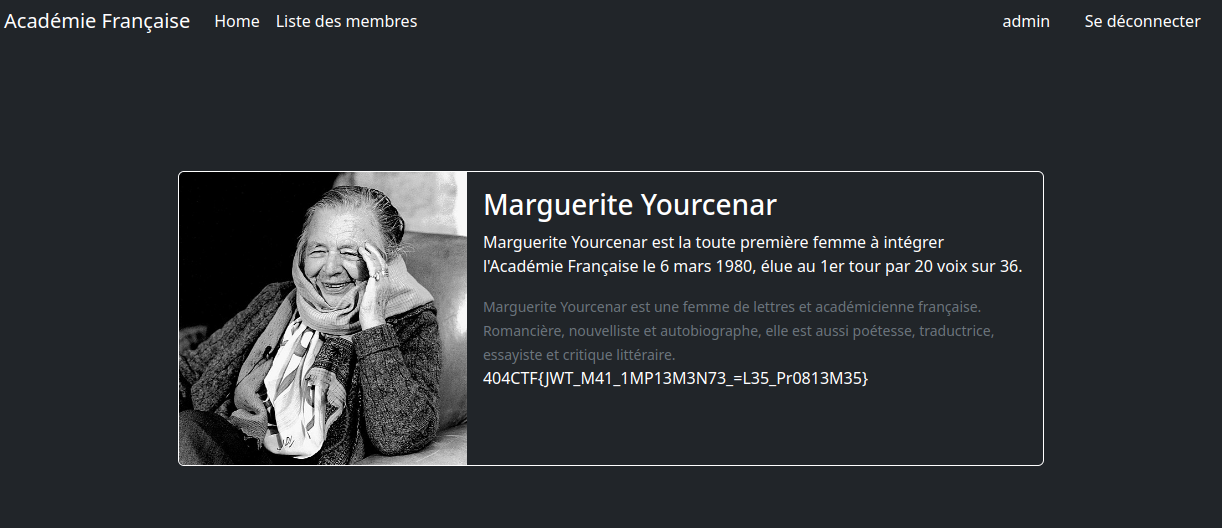 Académie Française Home Liste des membres admin Se déconnecter
Marguerite Yourcenar
Marguerite Yourcenar est la toute première femme à intégrer
l'Académie Française le 6 mars 1980, élue au 1er tour par 20 voix sur 36.
Marguerite Yourcenar est une femme de lettres et académicienne française.
Romancière, nouvelliste et autobiographe, elle est aussi poétesse, traductrice,
essayiste et critique littéraire.
404CTF{JWT_M41_1MP13M3N73_=L35_Pr0813M35}